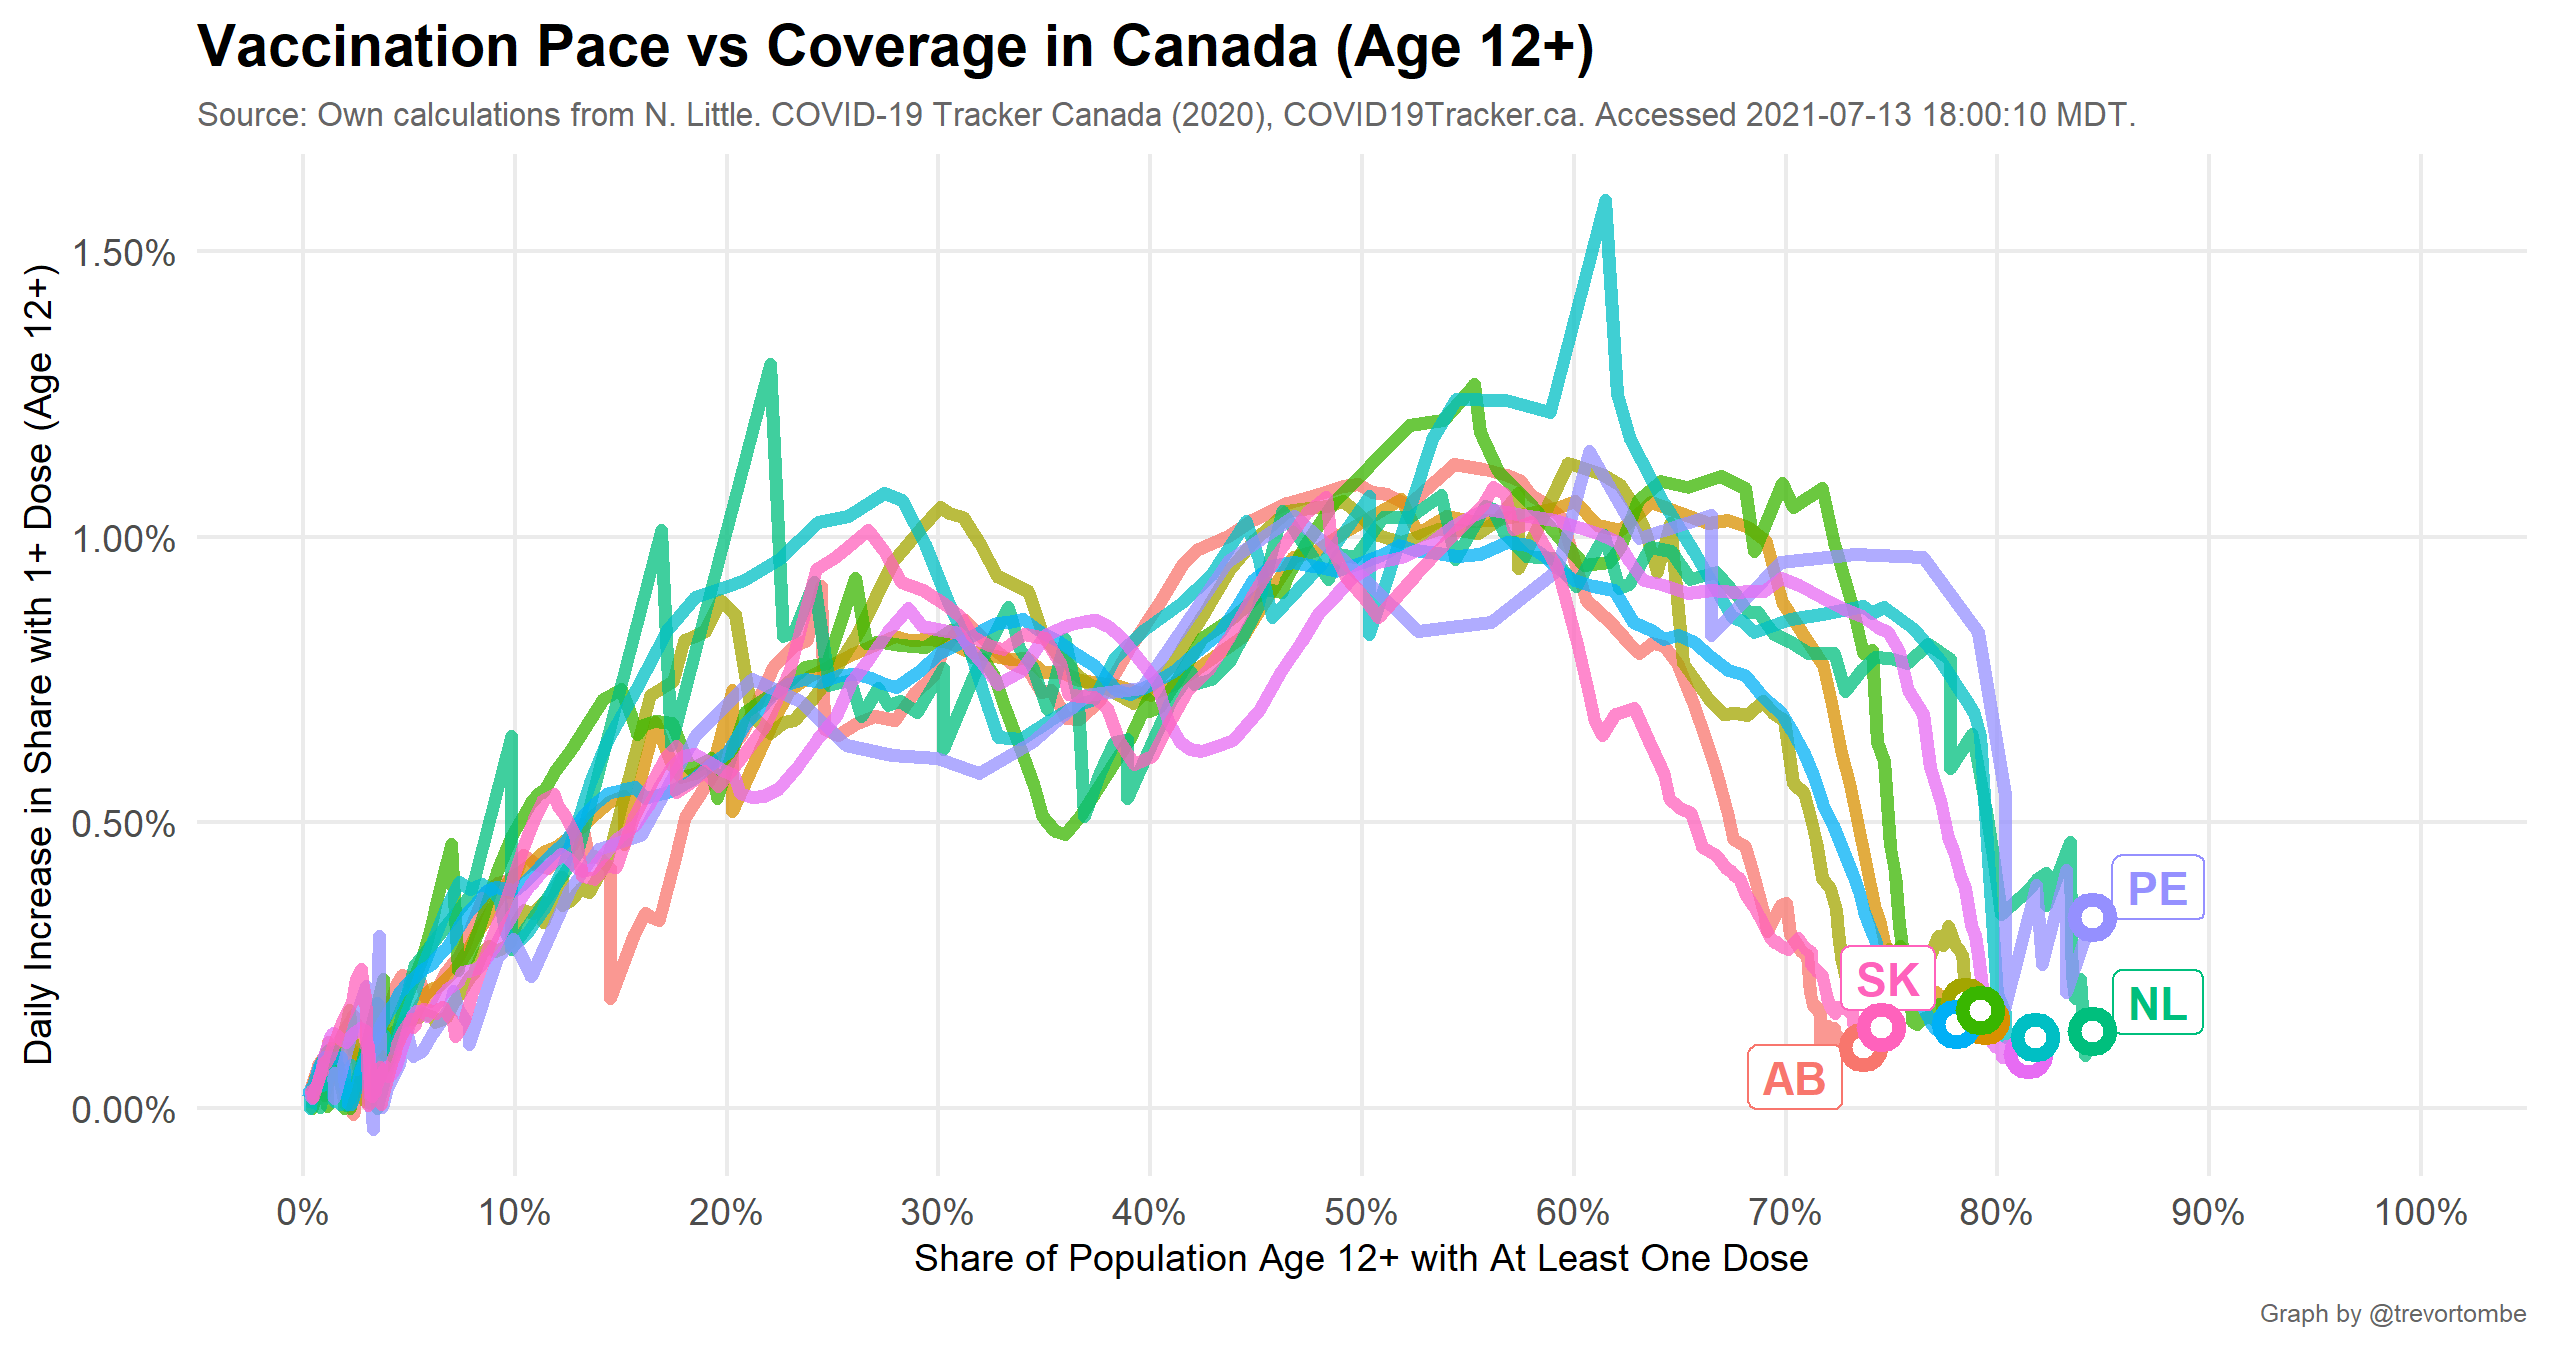 Vaccination Pace vs Coverage in Canada (Age 12+)
Source: Own calculations from N. Little. COVID-19 Tracker Canada (2020), COVID19Tracker.ca. Accessed 2021-07-13 18:00:10 MDT.
Daily Increase in Share with 1+ Dose (Age 12+)
1.50%
1.00%
0.50%
0.00%
PE
SK
NL
AB
0% 10% 20% 30% 40% 50% 60% 70% 80% 90% 100%
Share of Population Age 12+ with At Least One Dose
Graph by @trevortombe